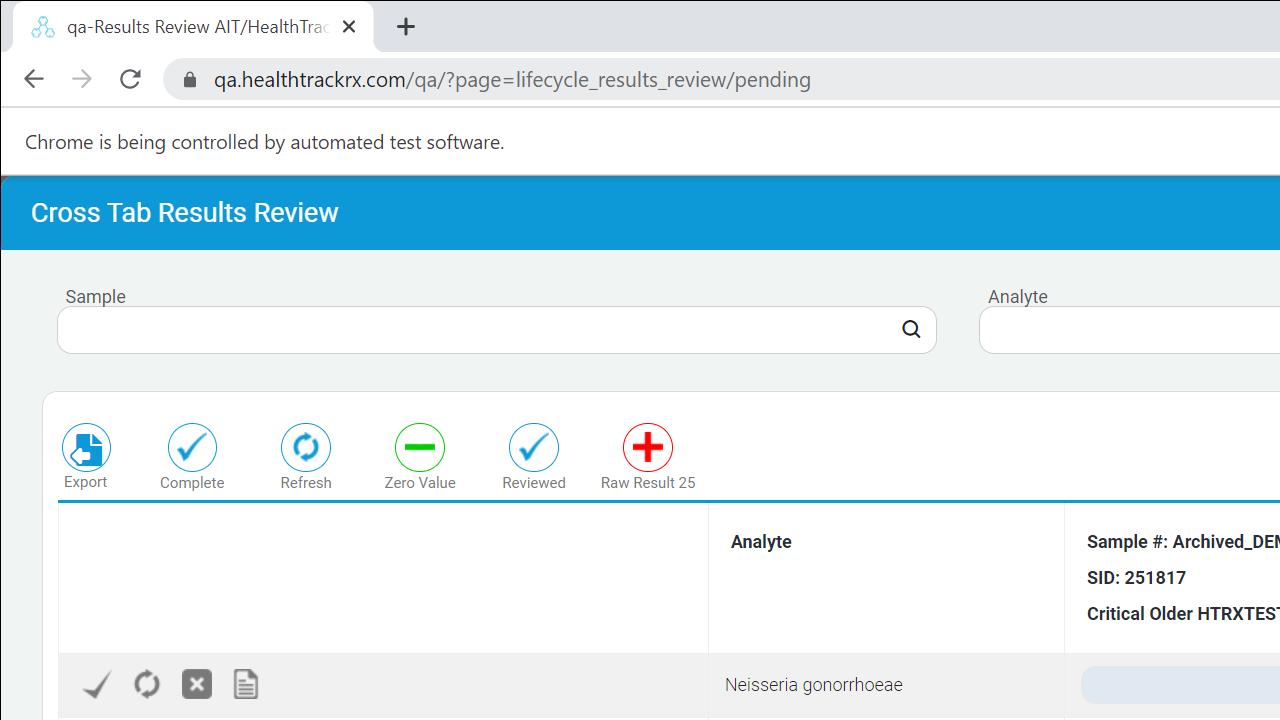 qa-Results Review AIT/HealthTrac
qa.healthtrackrx.com/qa/?page=lifecycle_results_review/pending
Chrome is being controlled by automated test software.
Cross Tab Results Review
Sample
Analyte
Export
Complete
Refresh
Zero Value
Reviewed
Raw Result 25
Analyte
Sample #: Archived_DEM
SID: 251817
Critical Older HTRXTEST
Neisseria gonorrhoeae